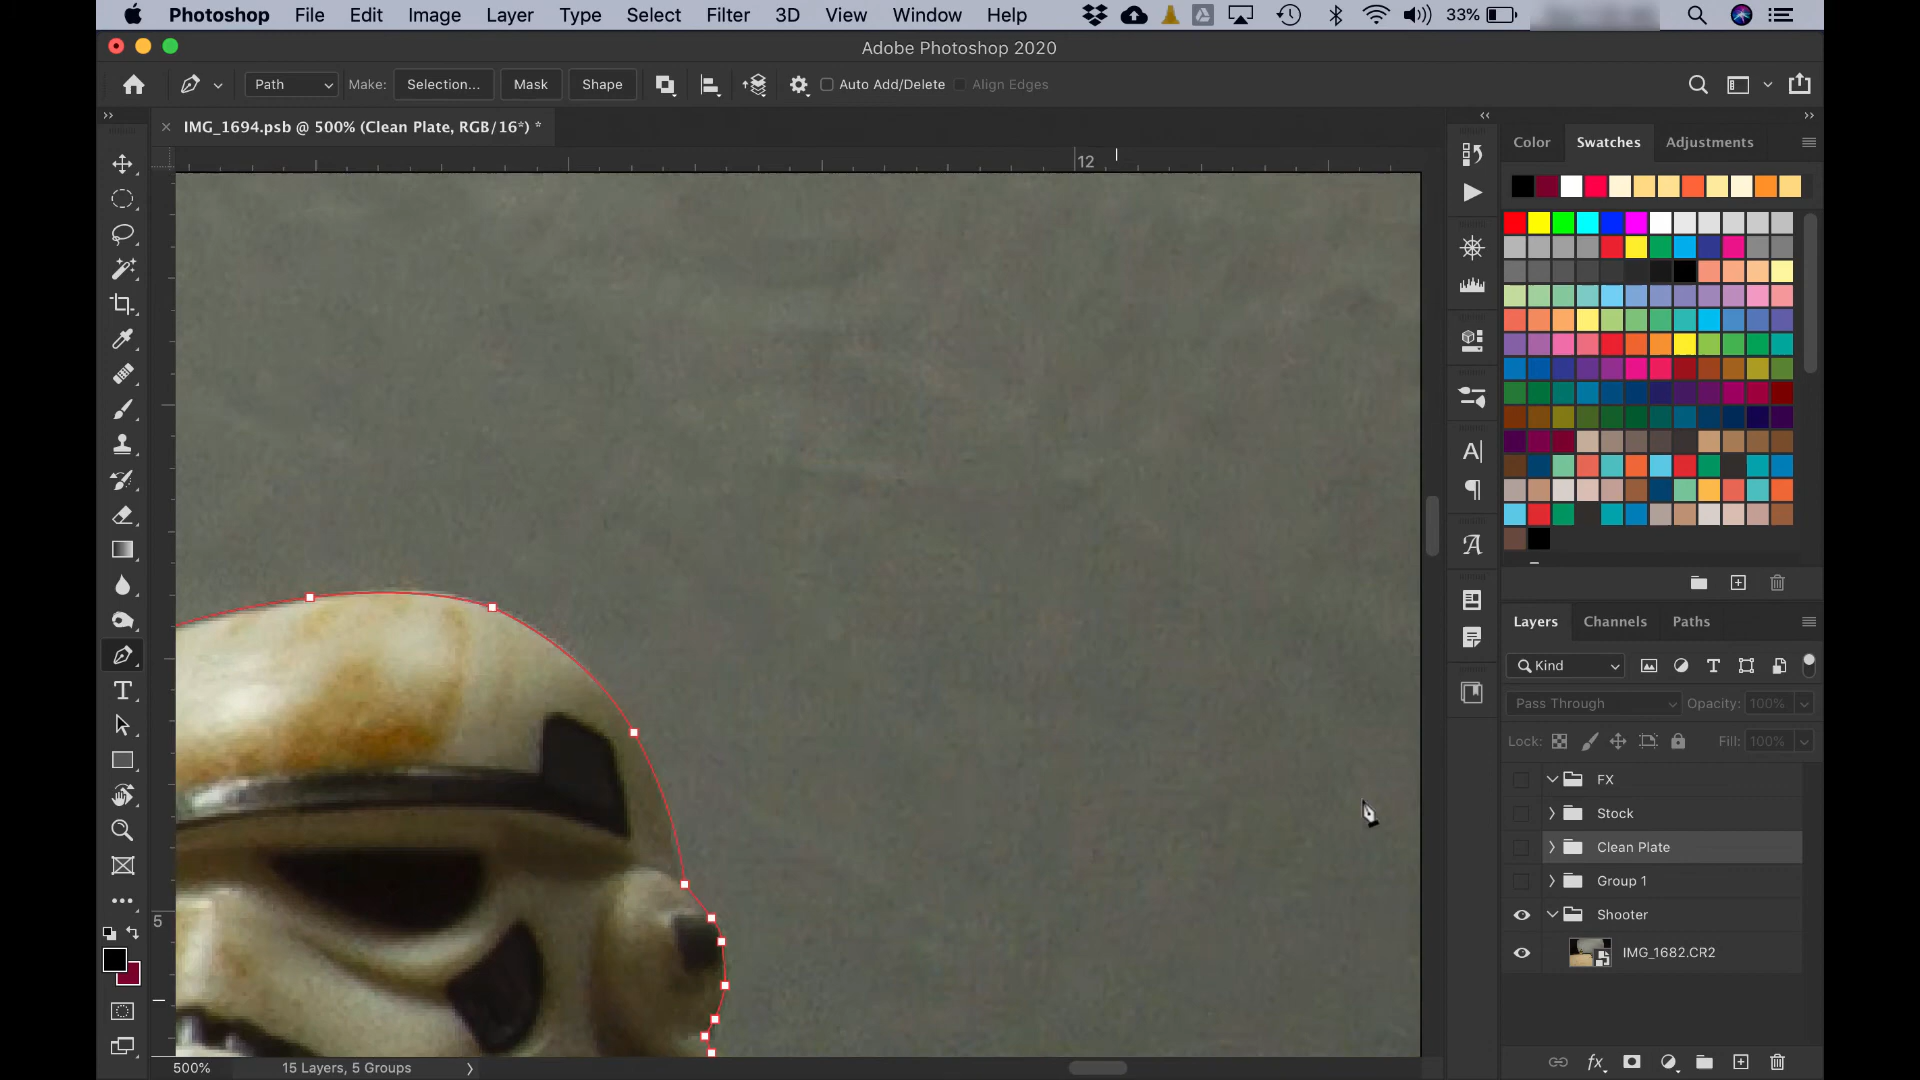 Photoshop File Edit Image Layer Type Select Filter 3D View Window Help 33%
Adobe Photoshop 2020
Path Make: Selection... Mask Shape Auto Add/Delete Align Edges
IMG_1694.psb @ 500% (Clean Plate, RGB/16*) *
Color Swatches Adjustments
12
5
Layers Channels Paths
Kind
Pass Through Opacity: 100%
Lock: Fill: 100%
FX
Stock
Clean Plate
Group 1
Shooter
IMG_1682.CR2
500% 15 Layers, 5 Groups